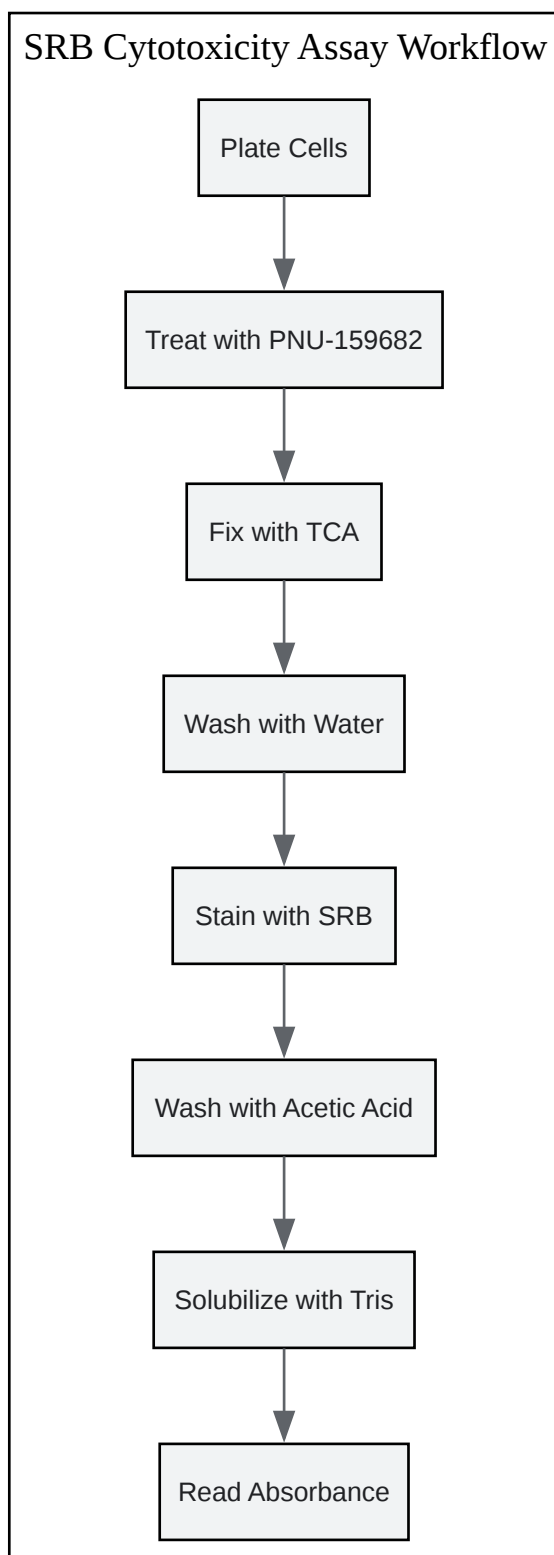 SRB Cytotoxicity Assay Workflow
Plate Cells
Treat with PNU-159682
Fix with TCA
Wash with Water
Stain with SRB
Wash with Acetic Acid
Solubilize with Tris
Read Absorbance